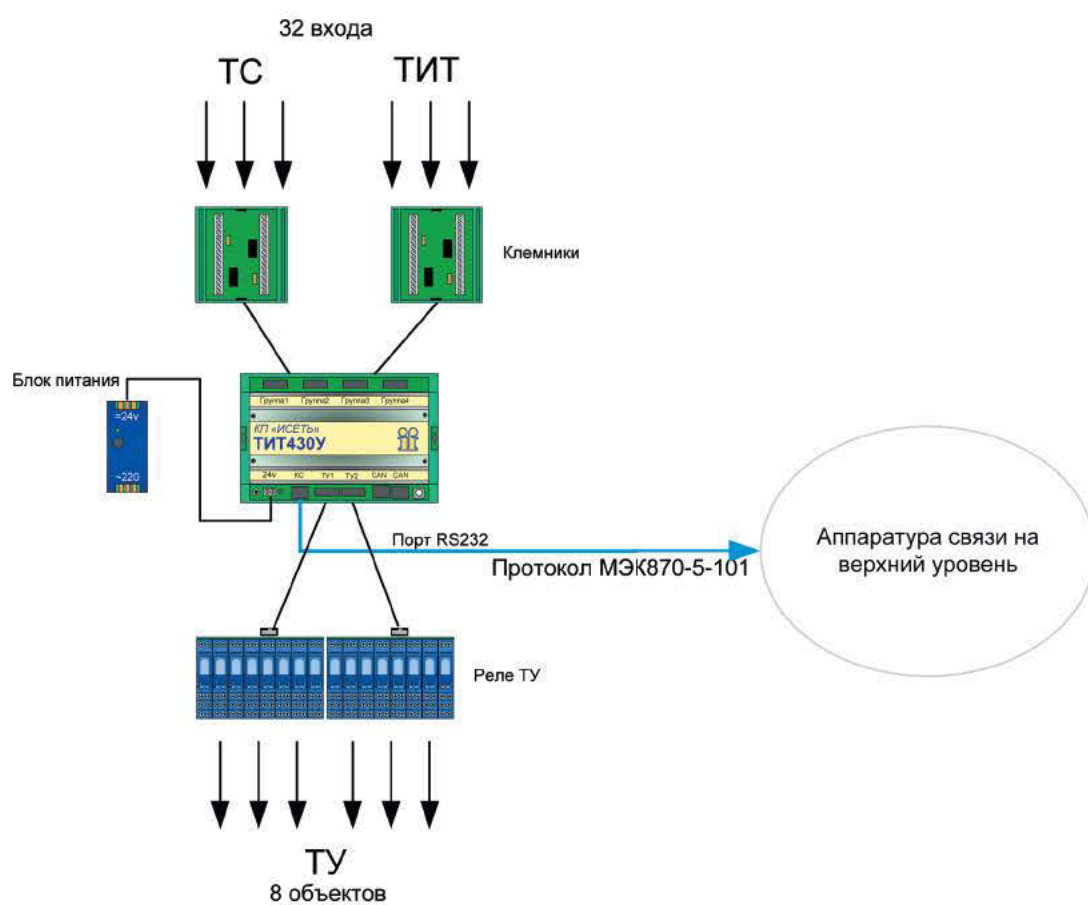 32 входа
ТС
ТИТ
Клемники
Блок питания
=24v
~220
Группа1 Группа2 Группа3 Группа4
КП «ИСЕТЬ»
ТИТ430У
24v КС ТУ1 ТУ2 CAN CAN
Порт RS232
Протокол МЭК870-5-101
Аппаратура связи на
верхний уровень
Реле ТУ
ТУ
8 объектов